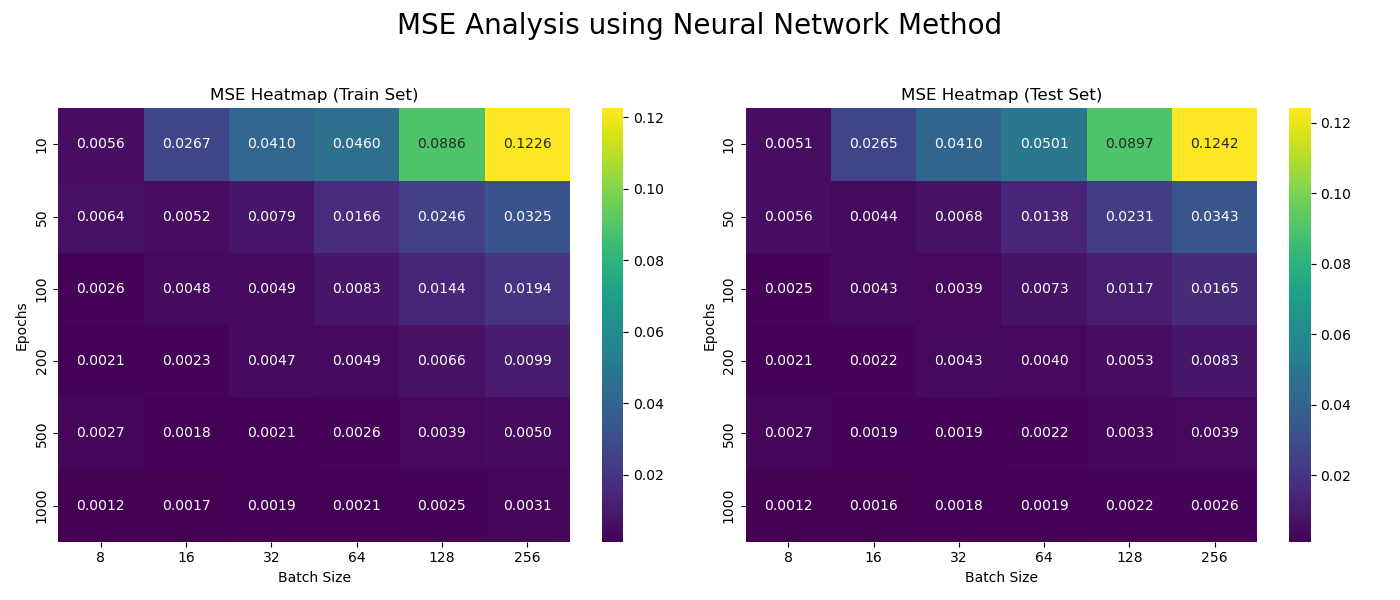 MSE Analysis using Neural Network Method
MSE Heatmap (Train Set)
10 0.0056 0.0267 0.0410 0.0460 0.0886 0.1226
50 0.0064 0.0052 0.0079 0.0166 0.0246 0.0325
100 0.0026 0.0048 0.0049 0.0083 0.0144 0.0194
200 0.0021 0.0023 0.0047 0.0049 0.0066 0.0099
500 0.0027 0.0018 0.0021 0.0026 0.0039 0.0050
1000 0.0012 0.0017 0.0019 0.0021 0.0025 0.0031
Epochs
8 16 32 64 128 256
Batch Size
0.12
0.10
0.08
0.06
0.04
0.02
MSE Heatmap (Test Set)
10 0.0051 0.0265 0.0410 0.0501 0.0897 0.1242
50 0.0056 0.0044 0.0068 0.0138 0.0231 0.0343
100 0.0025 0.0043 0.0039 0.0073 0.0117 0.0165
200 0.0021 0.0022 0.0043 0.0040 0.0053 0.0083
500 0.0027 0.0019 0.0019 0.0022 0.0033 0.0039
1000 0.0012 0.0016 0.0018 0.0019 0.0022 0.0026
Epochs
8 16 32 64 128 256
Batch Size
0.12
0.10
0.08
0.06
0.04
0.02